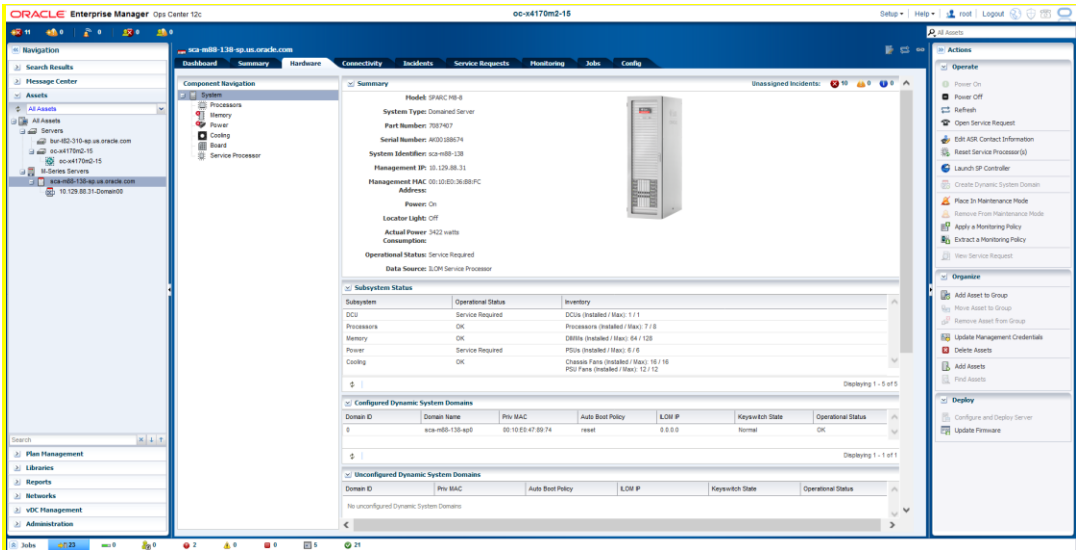 ORACLE Enterprise Manager Ops Center 12c
oc-x4170m2-15
Setup Help root Logout
11 0 0 0 0
All Assets
Navigation
Search Results
Message Center
Assets
All Assets
All Assets
Servers
bur-t82-310-sp.us.oracle.com
oc-x4170m2-15
oc-x4170m2-15
M-Series Servers
sca-m88-138-sp.us.oracle.com
10.129.88.31-Domain00
Search
Plan Management
Libraries
Reports
Networks
vDC Management
Administration
sca-m88-138-sp.us.oracle.com
Dashboard Summary Hardware Connectivity Incidents Service Requests Monitoring Jobs Config
Component Navigation
System
Processors
Memory
Power
Cooling
Board
Service Processor
Summary
Unassigned Incidents: 10 0 0
Model: SPARC M8-8
System Type: Domained Server
Part Number: 7087407
Serial Number: AK00188674
System Identifier: sca-m88-138
Management IP: 10.129.88.31
Management MAC Address: 00:10:E0:36:B8:FC
Power: On
Locator Light: Off
Actual Power Consumption: 3422 watts
Operational Status: Service Required
Data Source: ILOM Service Processor
Subsystem Status
Subsystem Operational Status Inventory
DCU Service Required DCUs (Installed / Max): 1 / 1
Processors OK Processors (Installed / Max): 7 / 8
Memory OK DIMMs (Installed / Max): 64 / 128
Power Service Required PSUs (Installed / Max): 6 / 6
Cooling OK Chassis Fans (Installed / Max): 16 / 16
PSU Fans (Installed / Max): 12 / 12
Displaying 1 - 5 of 5
Configured Dynamic System Domains
Domain ID Domain Name Priv MAC Auto Boot Policy ILOM IP Keyswitch State Operational Status
0 sca-m88-138-sp0 00:10:E0:47:89:74 reset 0.0.0.0 Normal OK
Displaying 1 - 1 of 1
Unconfigured Dynamic System Domains
Domain ID Priv MAC Auto Boot Policy ILOM IP Keyswitch State Operational Status
No unconfigured Dynamic System Domains
Actions
Operate
Power On
Power Off
Refresh
Open Service Request
Edit ASR Contact Information
Reset Service Processor(s)
Launch SP Controller
Create Dynamic System Domain
Place In Maintenance Mode
Remove From Maintenance Mode
Apply a Monitoring Policy
Extract a Monitoring Policy
View Service Request
Organize
Add Asset to Group
Move Asset to Group
Remove Asset from Group
Update Management Credentials
Delete Assets
Add Assets
Find Assets
Deploy
Configure and Deploy Server
Update Firmware
Jobs 23 0 0 2 0 0 5 21